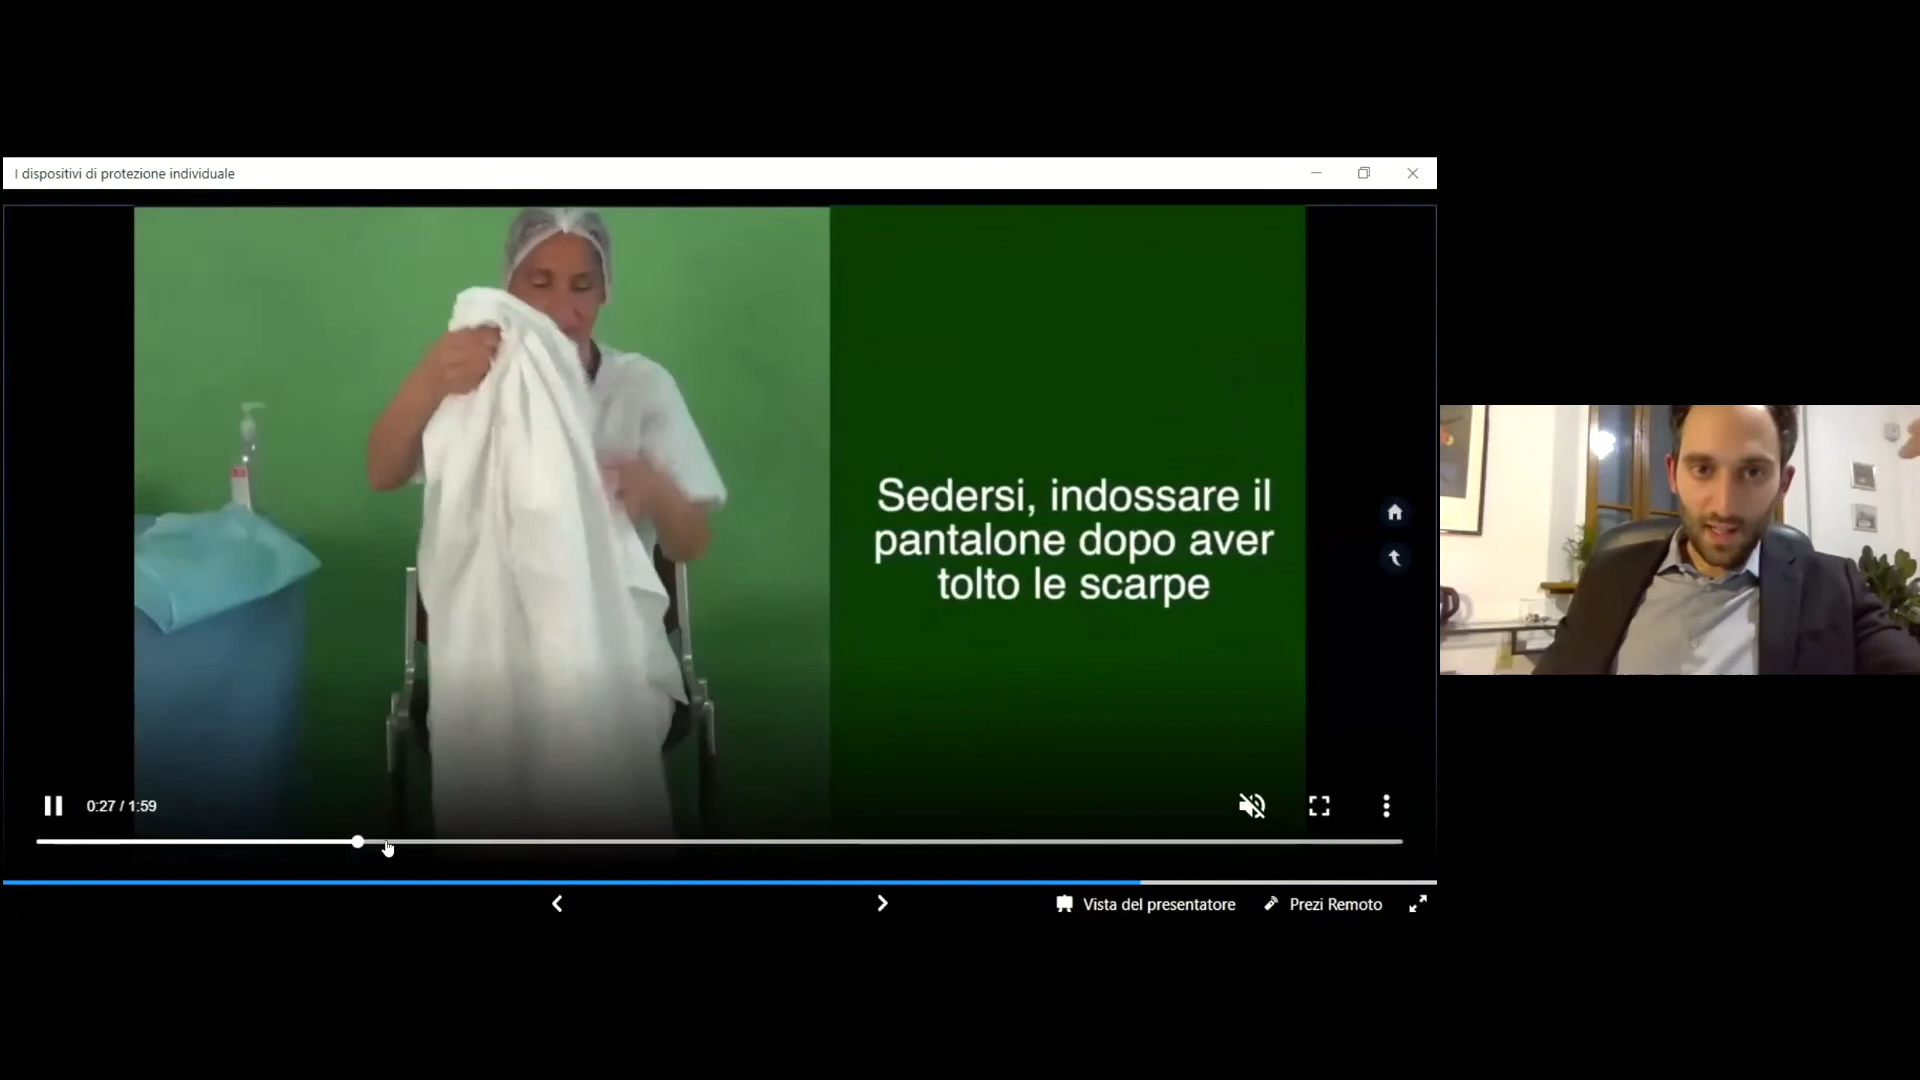 I dispositivi di protezione individuale
Sedersi, indossare il
pantalone dopo aver
tolto le scarpe
0:27 / 1:59
Vista del presentatore
Prezi Remoto